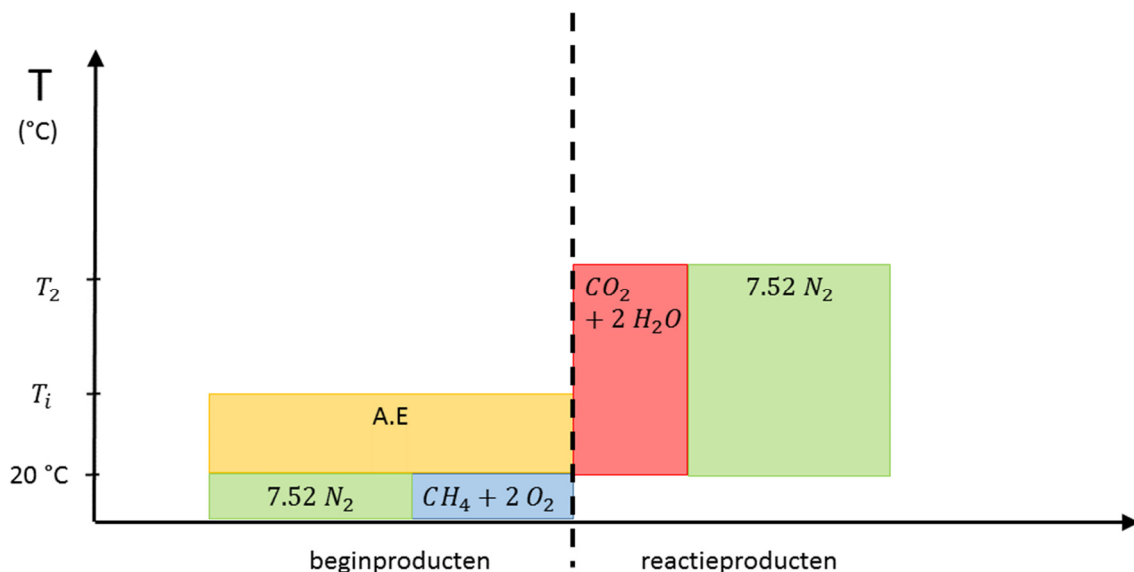 T
(°C)
T₂
Tᵢ
20 °C
A.E
7.52 N₂
CH₄ + 2 O₂
CO₂
+ 2 H₂O
7.52 N₂
beginproducten
reactieproducten